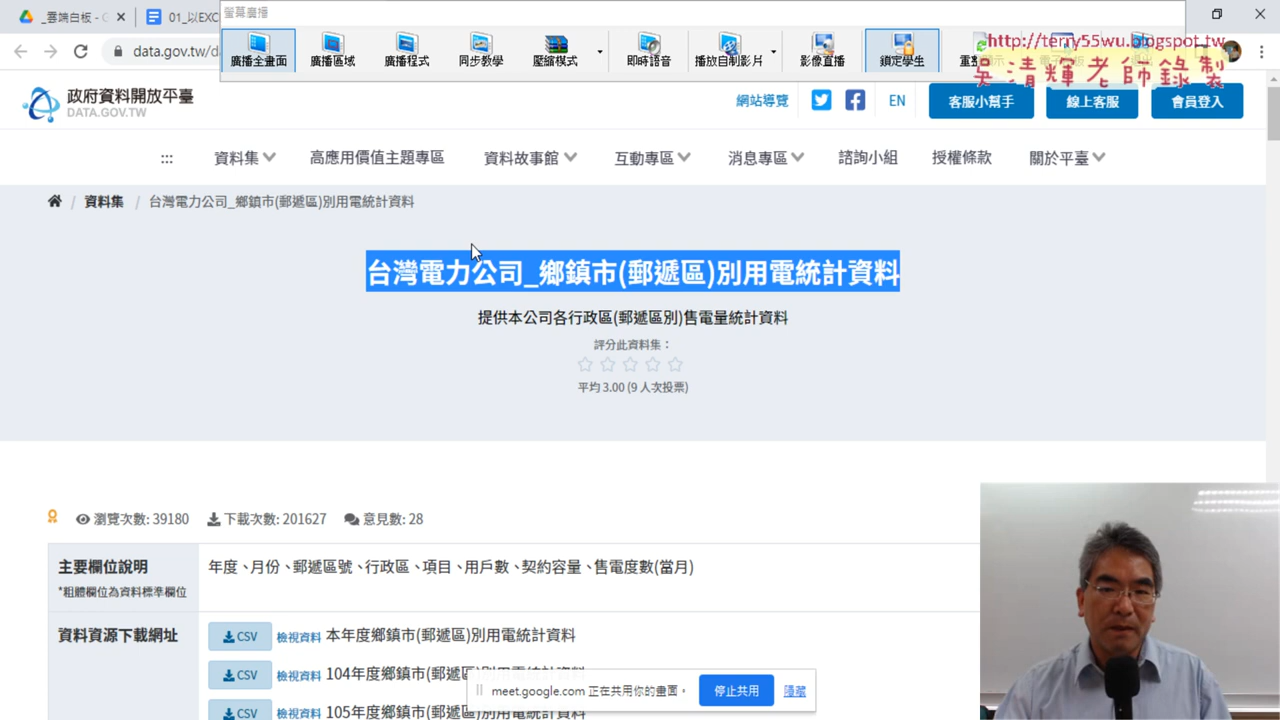 _雲端白板 - G
01_以EXC
螢幕廣播
廣播全畫面
廣播區域
廣播程式
同步教學
壓縮模式
即時語音
播放自制影片
影像直播
鎖定學生
http://terry55wu.blogspot.tw
吳清輝老師錄製
data.gov.tw/d
政府資料開放平臺
DATA.GOV.TW
網站導覽
EN
客服小幫手
線上客服
會員登入
:::
資料集
高應用價值主題專區
資料故事館
互動專區
消息專區
諮詢小組
授權條款
關於平臺
/ 資料集 / 台灣電力公司_鄉鎮市(郵遞區)別用電統計資料
台灣電力公司_鄉鎮市(郵遞區)別用電統計資料
提供本公司各行政區(郵遞區別)售電量統計資料
評分此資料集：
平均 3.00 (9 人次投票)
瀏覽次數: 39180 下載次數: 201627 意見數: 28
主要欄位說明
*粗體欄位為資料標準欄位
年度、月份、郵遞區號、行政區、項目、用戶數、契約容量、售電度數(當月)
資料資源下載網址
CSV 檢視資料 本年度鄉鎮市(郵遞區)別用電統計資料
CSV 檢視資料 104年度鄉鎮市(郵遞區)別用電統計資料
CSV 檢視資料 105年度鄉鎮市(郵遞區)別用電統計資料
meet.google.com 正在共用你的畫面。
停止共用
隱藏